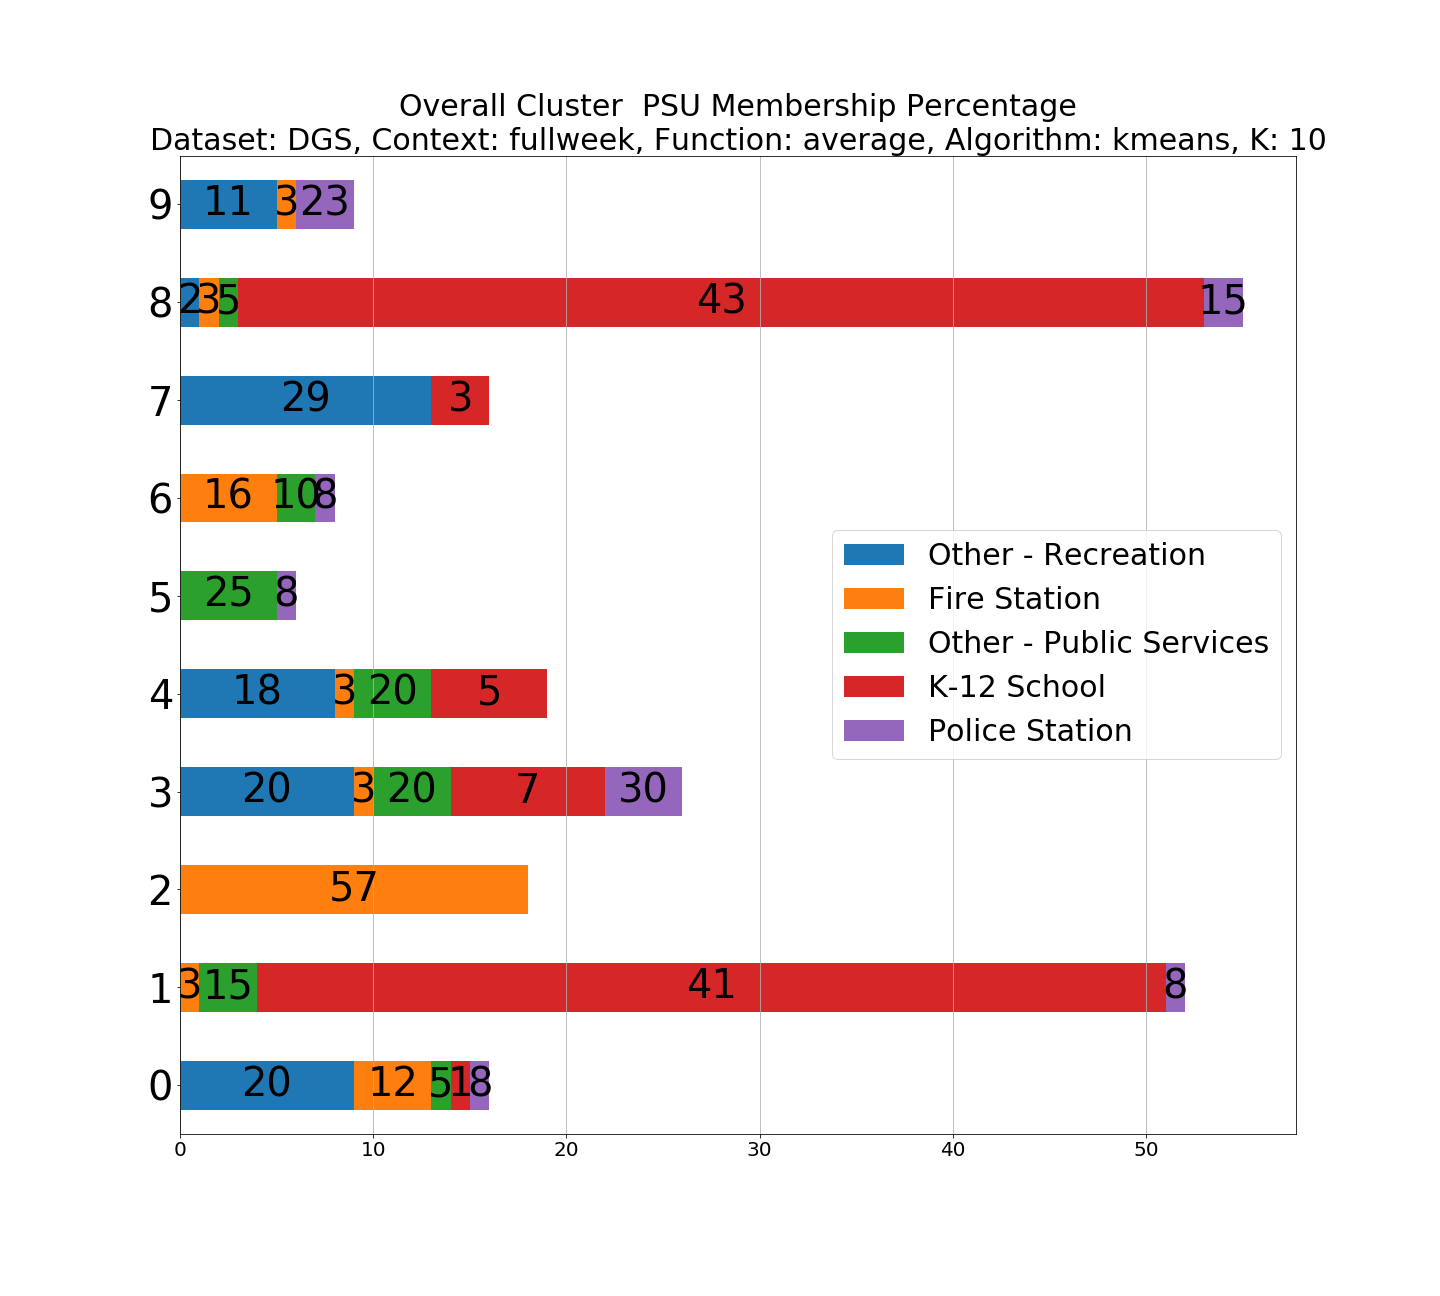 Overall Cluster  PSU Membership Percentage
Dataset: DGS, Context: fullweek, Function: average, Algorithm: kmeans, K: 10
9 11 3 23
8 2 3 5 43 15
7 29 3
6 16 10 8
5 25 8
4 18 3 20 5
3 20 3 20 7 30
2 57
1 3 15 41 8
0 20 12 5 1 8
Other - Recreation
Fire Station
Other - Public Services
K-12 School
Police Station
0 10 20 30 40 50